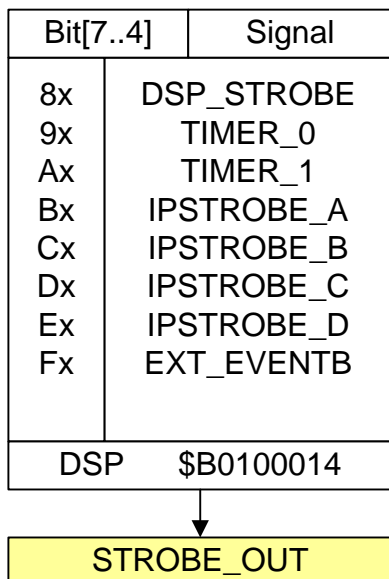 Bit[7..4] Signal
8x DSP_STROBE
9x TIMER_0
Ax TIMER_1
Bx IPSTROBE_A
Cx IPSTROBE_B
Dx IPSTROBE_C
Ex IPSTROBE_D
Fx EXT_EVENTB
DSP $B0100014
STROBE_OUT